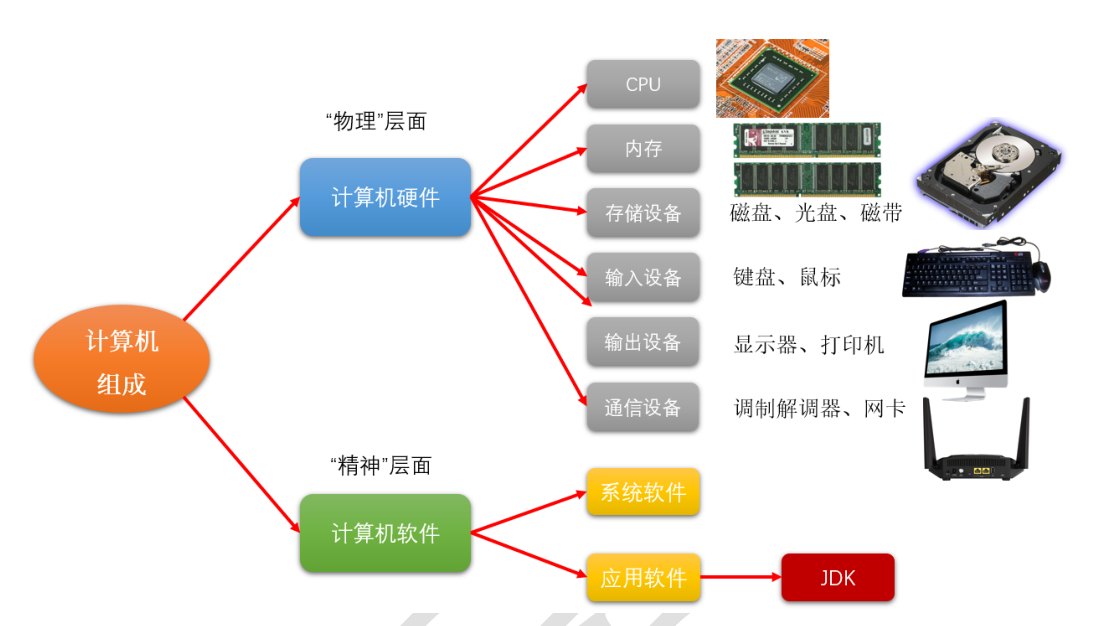 计算机
组成
“物理”层面
计算机硬件
CPU
内存
存储设备
磁盘、光盘、磁带
输入设备
键盘、鼠标
输出设备
显示器、打印机
通信设备
调制解调器、网卡
“精神”层面
计算机软件
系统软件
应用软件
JDK